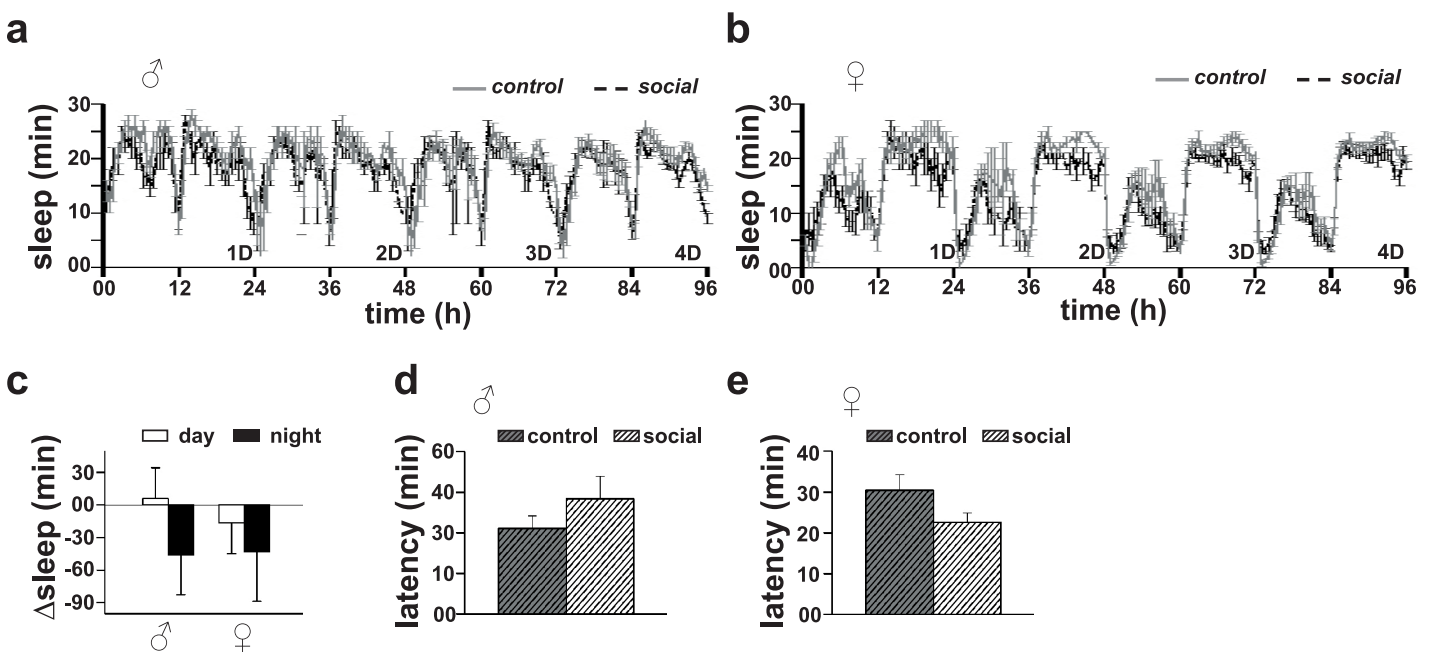 a
b
♂
♀
control social
control social
sleep (min)
30
20
10
00
1D 2D 3D 4D
00 12 24 36 48 60 72 84 96
time (h)
sleep (min)
30
20
10
00
1D 2D 3D 4D
00 12 24 36 48 60 72 84 96
time (h)
c
d
e
♂
♀
day night
Δsleep (min)
30
00
-30
-60
-90
♂ ♀
control social
latency (min)
60
40
30
10
00
control social
latency (min)
40
30
20
10
00